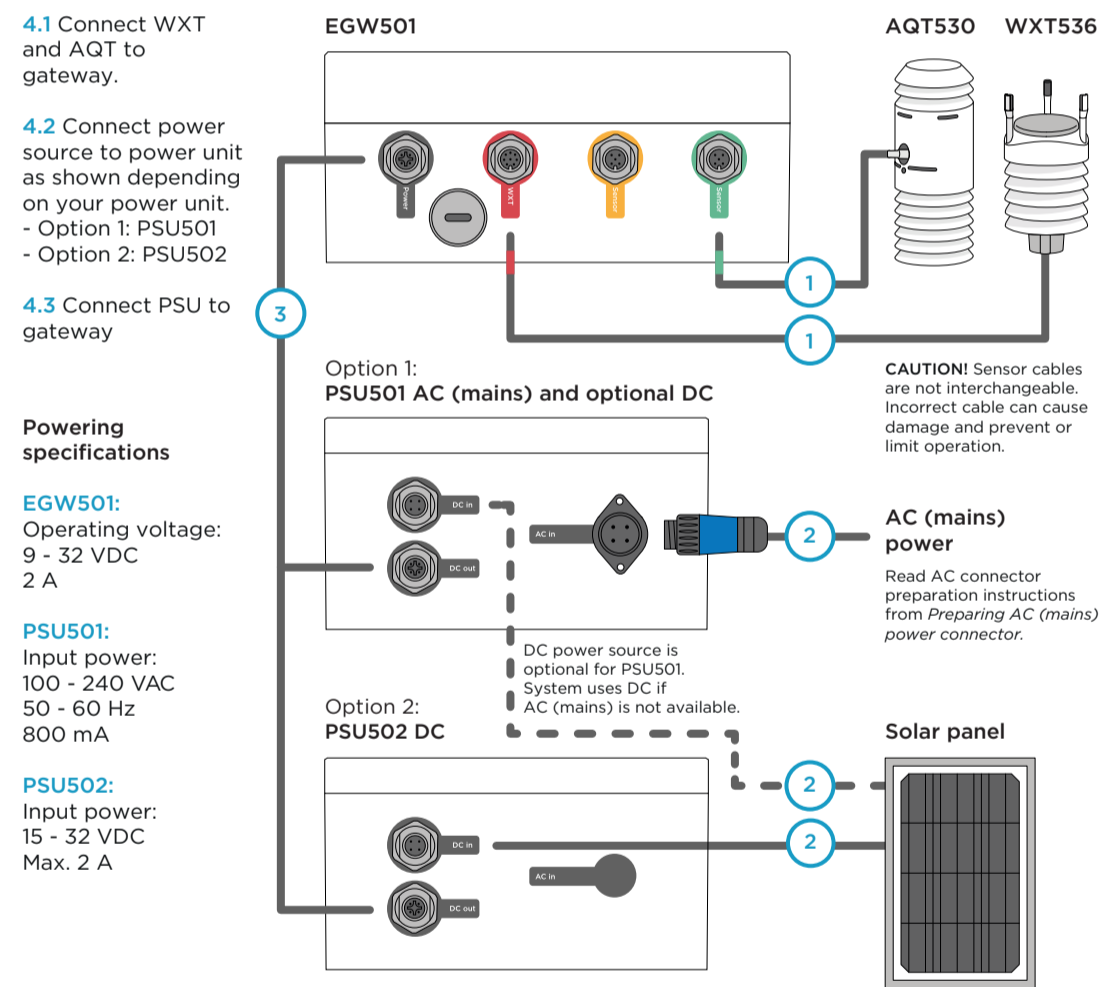 4.1 Connect WXT
and AQT to
gateway.
4.2 Connect power
source to power unit
as shown depending
on your power unit.
- Option 1: PSU501
- Option 2: PSU502
4.3 Connect PSU to
gateway
Powering
specifications
EGW501:
Operating voltage:
9 - 32 VDC
2 A
PSU501:
Input power:
100 - 240 VAC
50 - 60 Hz
800 mA
PSU502:
Input power:
15 - 32 VDC
Max. 2 A
EGW501
Power
WXT
Sensor
Sensor
AQT530
WXT536
1
1
3
CAUTION! Sensor cables
are not interchangeable.
Incorrect cable can cause
damage and prevent or
limit operation.
Option 1:
PSU501 AC (mains) and optional DC
DC in
DC out
AC in
2
AC (mains)
power
Read AC connector
preparation instructions
from Preparing AC (mains)
power connector.
DC power source is
optional for PSU501.
System uses DC if
AC (mains) is not available.
Option 2:
PSU502 DC
DC in
DC out
AC in
2
2
Solar panel